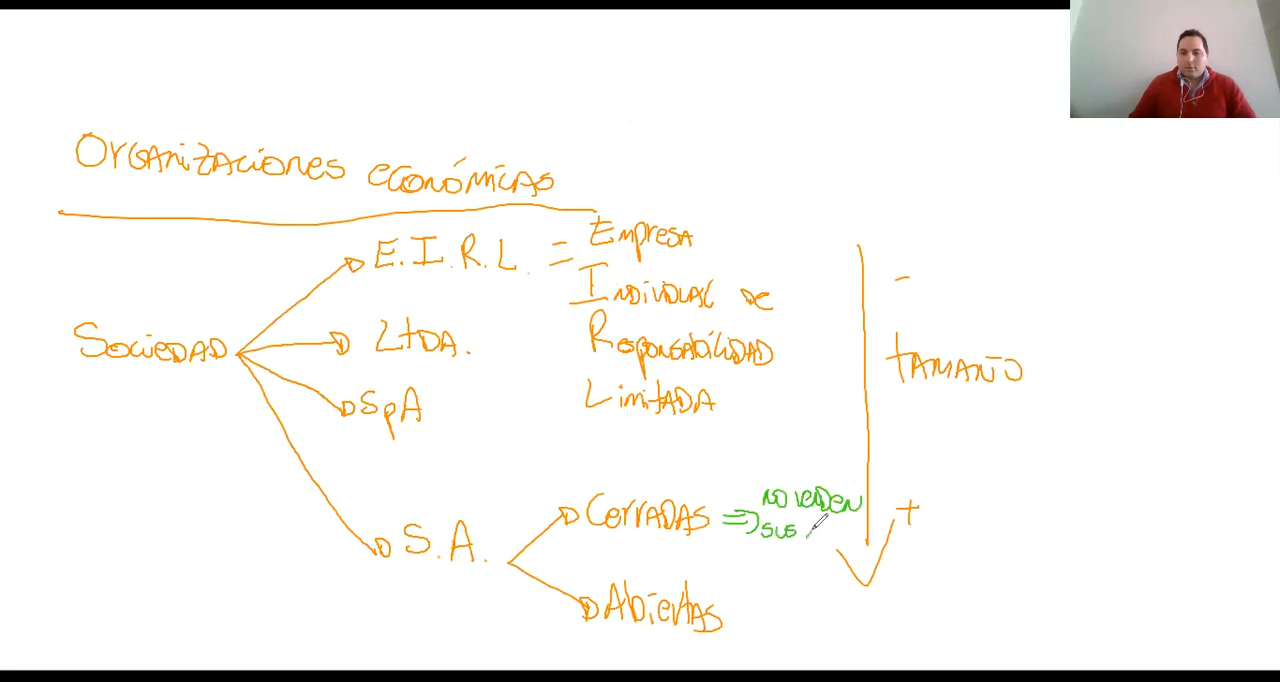 Organizaciones económicas
E.I.R.L. = Empresa
Individual de
Responsabilidad
Limitada
Sociedad
Ltda.
SpA
S.A.
Cerradas => no venden
sus
Abiertas
-
tamaño
+